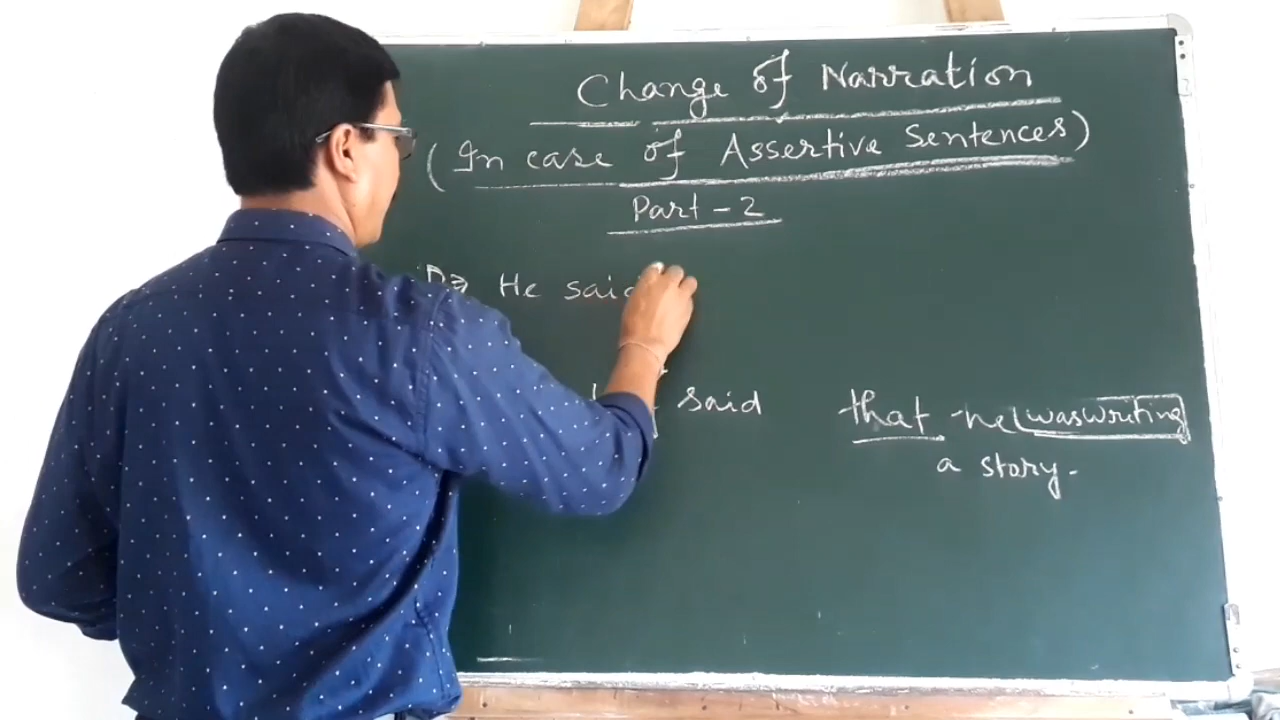 Change of Narration
(In case of Assertive Sentences)
Part - 2
He said
said that he was writing
a story.